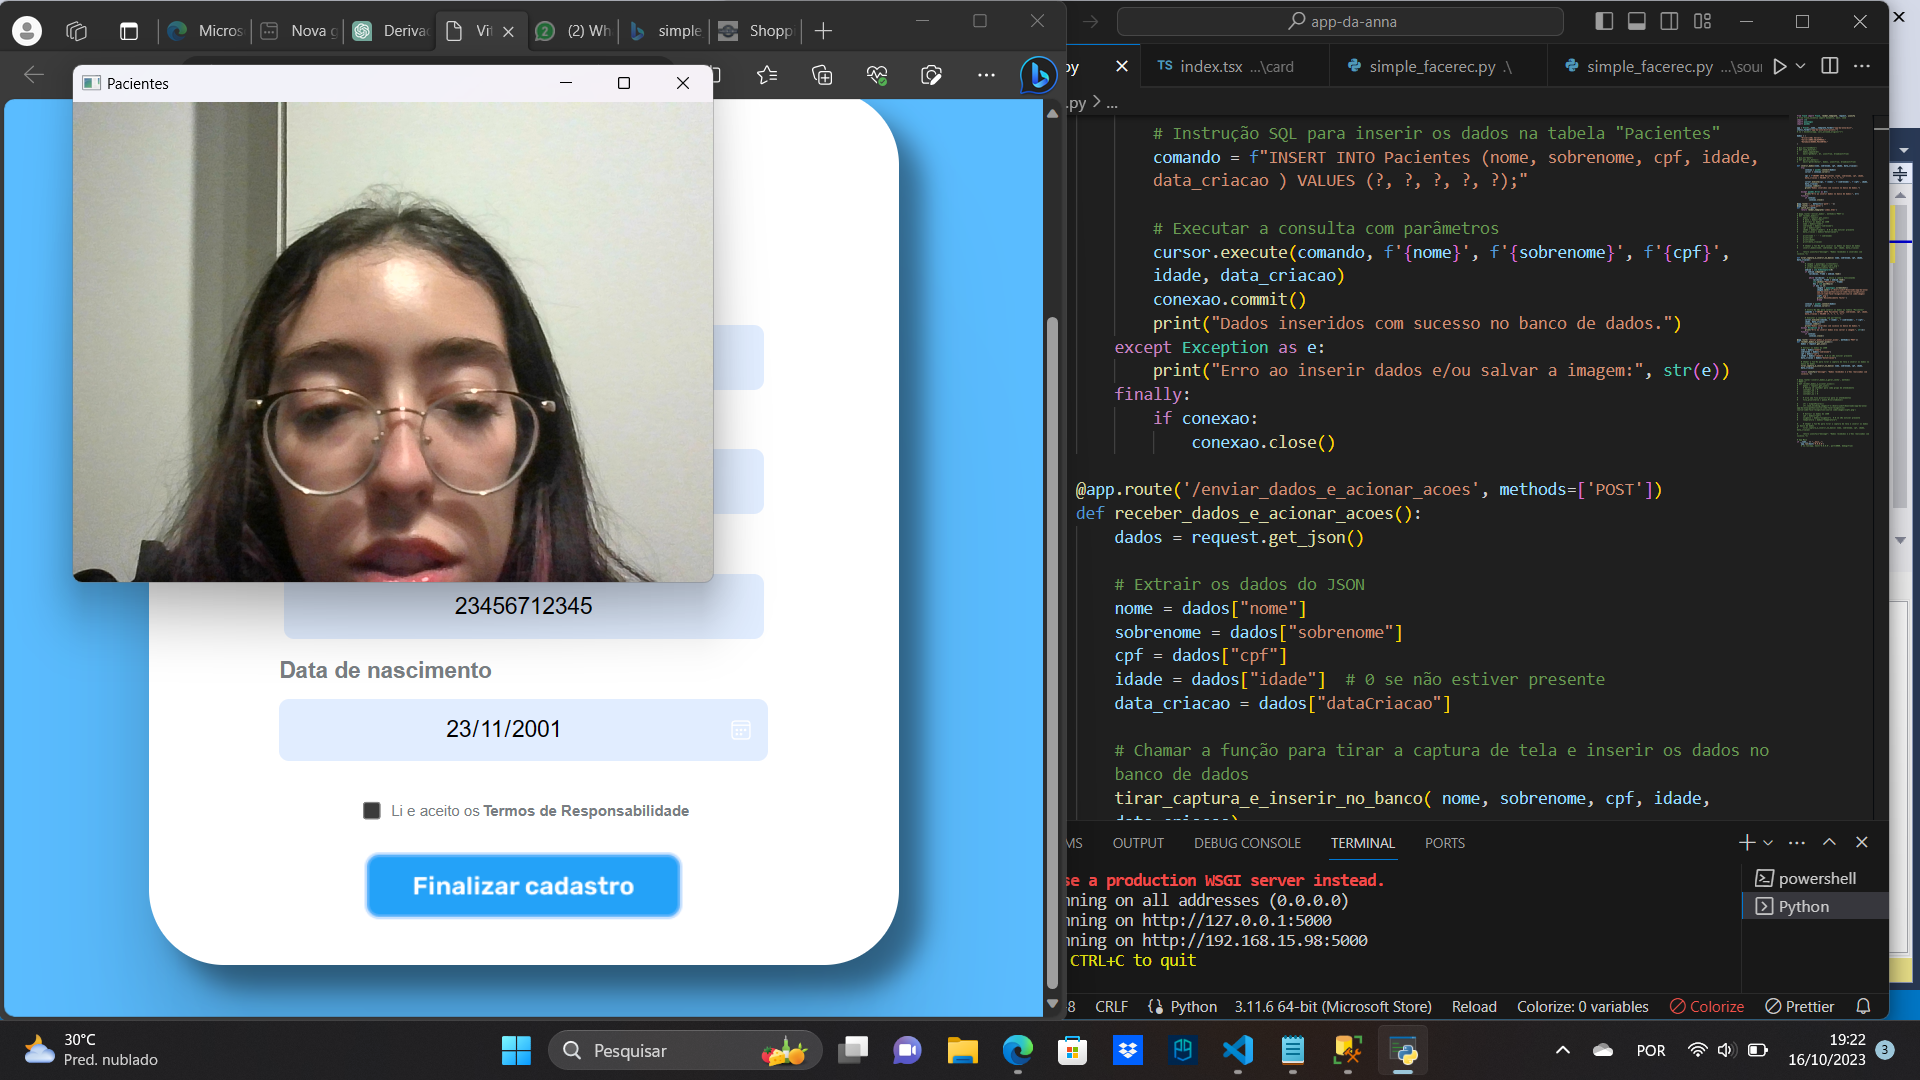 Micros
Nova g
Deriva
Vit
(2) Wh
simple
Shopp
Pacientes
23456712345
Data de nascimento
23/11/2001
Li e aceito os Termos de Responsabilidade
Finalizar cadastro
app-da-anna
py
TS index.tsx ...\card
simple_facerec.py .\
simple_facerec.py ...\sour
.py > ...
# Instrução SQL para inserir os dados na tabela "Pacientes"
comando = f"INSERT INTO Pacientes (nome, sobrenome, cpf, idade,
data_criacao ) VALUES (?, ?, ?, ?, ?);"
# Executar a consulta com parâmetros
cursor.execute(comando, f'{nome}', f'{sobrenome}', f'{cpf}',
idade, data_criacao)
conexao.commit()
print("Dados inseridos com sucesso no banco de dados.")
except Exception as e:
print("Erro ao inserir dados e/ou salvar a imagem:", str(e))
finally:
if conexao:
conexao.close()
@app.route('/enviar_dados_e_acionar_acoes', methods=['POST'])
def receber_dados_e_acionar_acoes():
dados = request.get_json()
# Extrair os dados do JSON
nome = dados["nome"]
sobrenome = dados["sobrenome"]
cpf = dados["cpf"]
idade = dados["idade"]  # 0 se não estiver presente
data_criacao = dados["dataCriacao"]
# Chamar a função para tirar a captura de tela e inserir os dados no
banco de dados
tirar_captura_e_inserir_no_banco( nome, sobrenome, cpf, idade,
MS OUTPUT DEBUG CONSOLE TERMINAL PORTS
se a production WSGI server instead.
nning on all addresses (0.0.0.0)
nning on http://127.0.0.1:5000
nning on http://192.168.15.98:5000
CTRL+C to quit
powershell
Python
8 CRLF Python 3.11.6 64-bit (Microsoft Store) Reload Colorize: 0 variables Colorize Prettier
30°C
Pred. nublado
Pesquisar
POR
19:22
16/10/2023
3